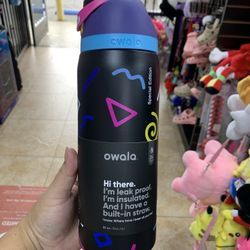 owala
Special Edition
owala
Hi there.
I'm leak proof.
I'm insulated.
And I have a
built-in straw.